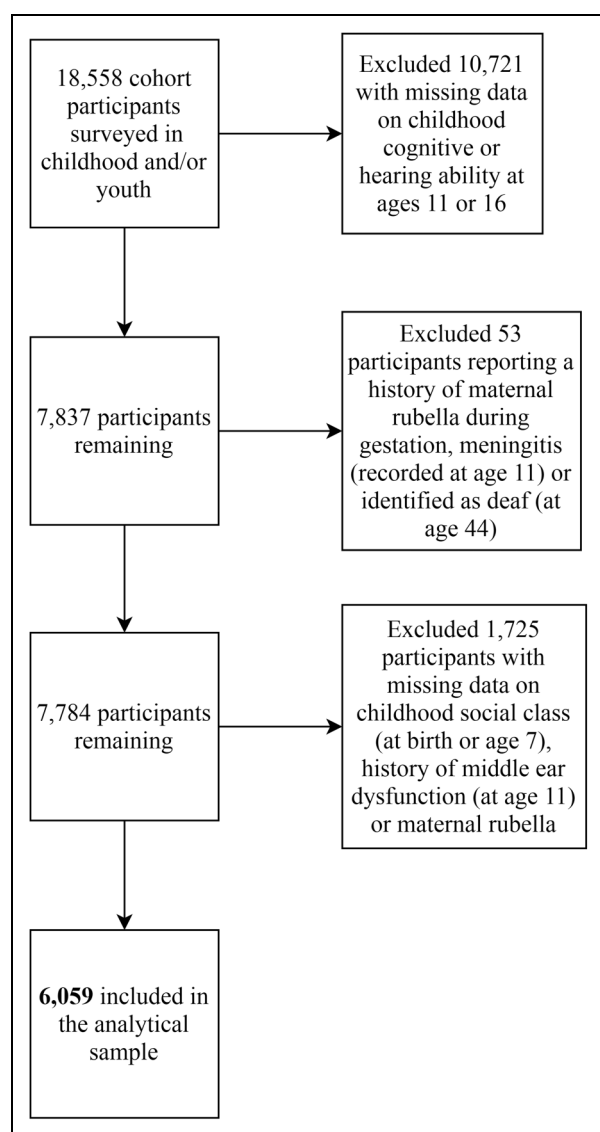 18,558 cohort
participants
surveyed in
childhood and/or
youth
Excluded 10,721
with missing data
on childhood
cognitive or
hearing ability at
ages 11 or 16
7,837 participants
remaining
Excluded 53
participants reporting a
history of maternal
rubella during
gestation, meningitis
(recorded at age 11) or
identified as deaf (at
age 44)
7,784 participants
remaining
Excluded 1,725
participants with
missing data on
childhood social class
(at birth or age 7),
history of middle ear
dysfunction (at age 11)
or maternal rubella
6,059 included in
the analytical
sample